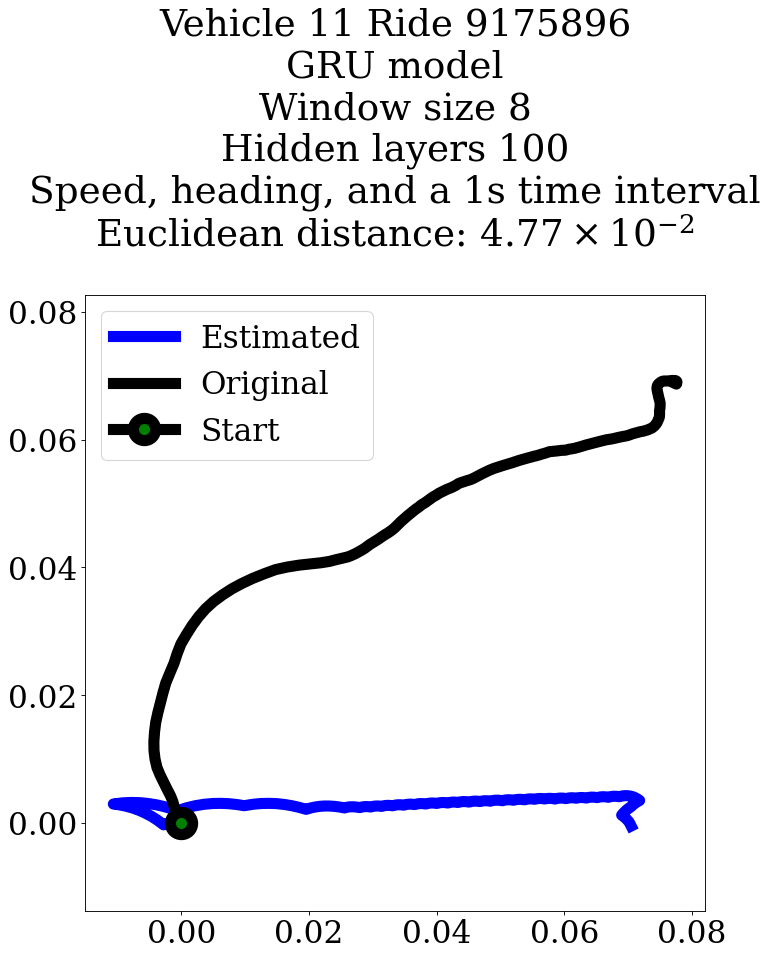 Vehicle 11 Ride 9175896
GRU model
Window size 8
Hidden layers 100
Speed, heading, and a 1s time interval
Euclidean distance: 4.77 × 10⁻²
Estimated
Original
Start
0.08
0.06
0.04
0.02
0.00
0.00 0.02 0.04 0.06 0.08